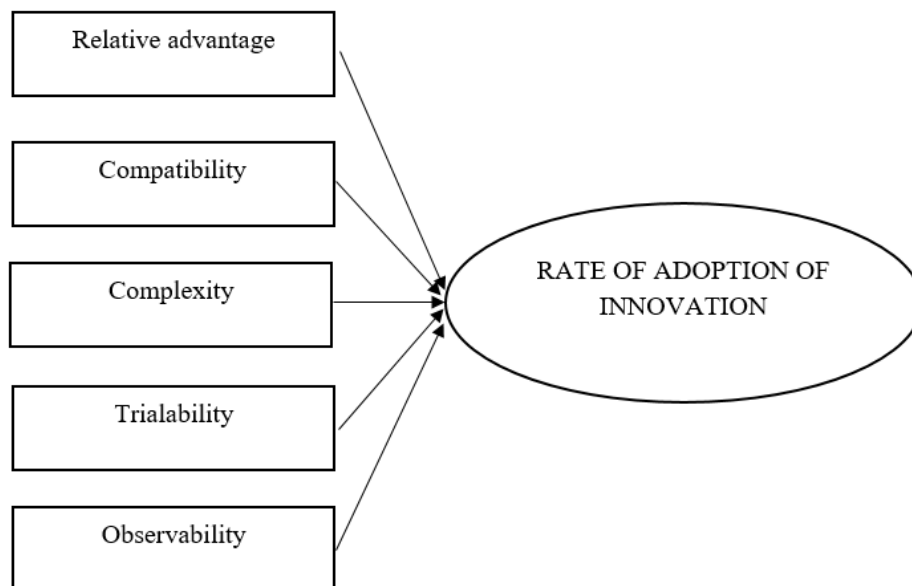 Relative advantage
Compatibility
Complexity
Trialability
Observability
RATE OF ADOPTION OF
INNOVATION